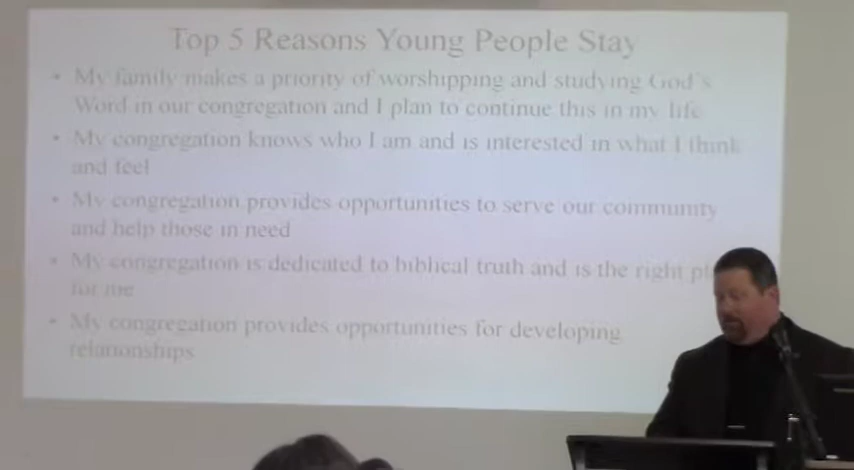 Top 5 Reasons Young People Stay
• My family makes a priority of worshipping and studying God's
Word in our congregation and I plan to continue this in my life
• My congregation knows who I am and is interested in what I think
and feel
• My congregation provides opportunities to serve our community
and help those in need
• My congregation is dedicated to biblical truth and is the right
for me
• My congregation provides opportunities for developing
relationships